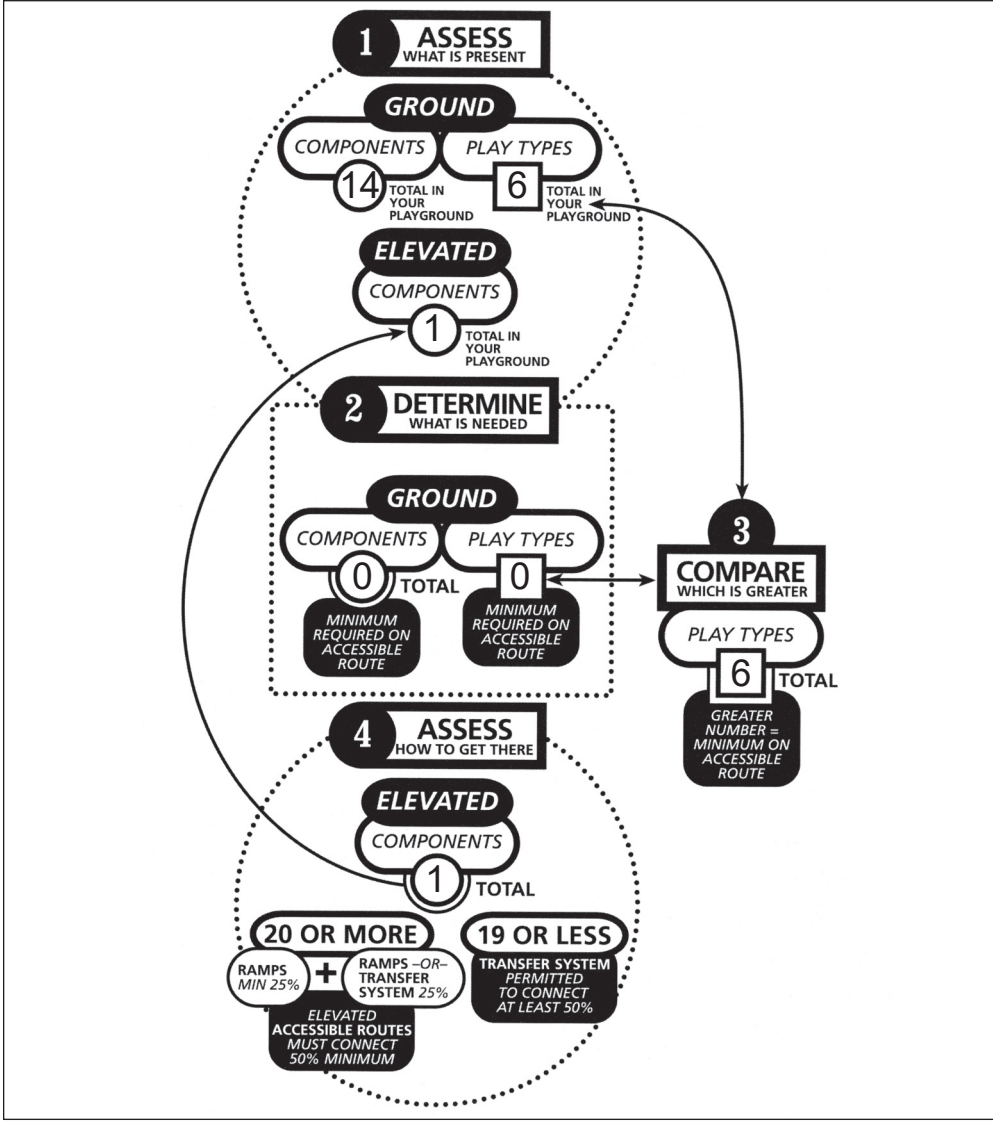 1 ASSESS
WHAT IS PRESENT
GROUND
COMPONENTS
14
TOTAL IN
YOUR
PLAYGROUND
PLAY TYPES
6
TOTAL IN
YOUR
PLAYGROUND
ELEVATED
COMPONENTS
1
TOTAL IN
YOUR
PLAYGROUND
2 DETERMINE
WHAT IS NEEDED
GROUND
COMPONENTS
0 TOTAL
MINIMUM
REQUIRED ON
ACCESSIBLE
ROUTE
PLAY TYPES
0
MINIMUM
REQUIRED ON
ACCESSIBLE
ROUTE
3
COMPARE
WHICH IS GREATER
PLAY TYPES
6 TOTAL
GREATER
NUMBER =
MINIMUM ON
ACCESSIBLE
ROUTE
4 ASSESS
HOW TO GET THERE
ELEVATED
COMPONENTS
1 TOTAL
20 OR MORE
RAMPS
MIN 25%
+
RAMPS –OR–
TRANSFER
SYSTEM 25%
ELEVATED
ACCESSIBLE ROUTES
MUST CONNECT
50% MINIMUM
19 OR LESS
TRANSFER SYSTEM
PERMITTED
TO CONNECT
AT LEAST 50%